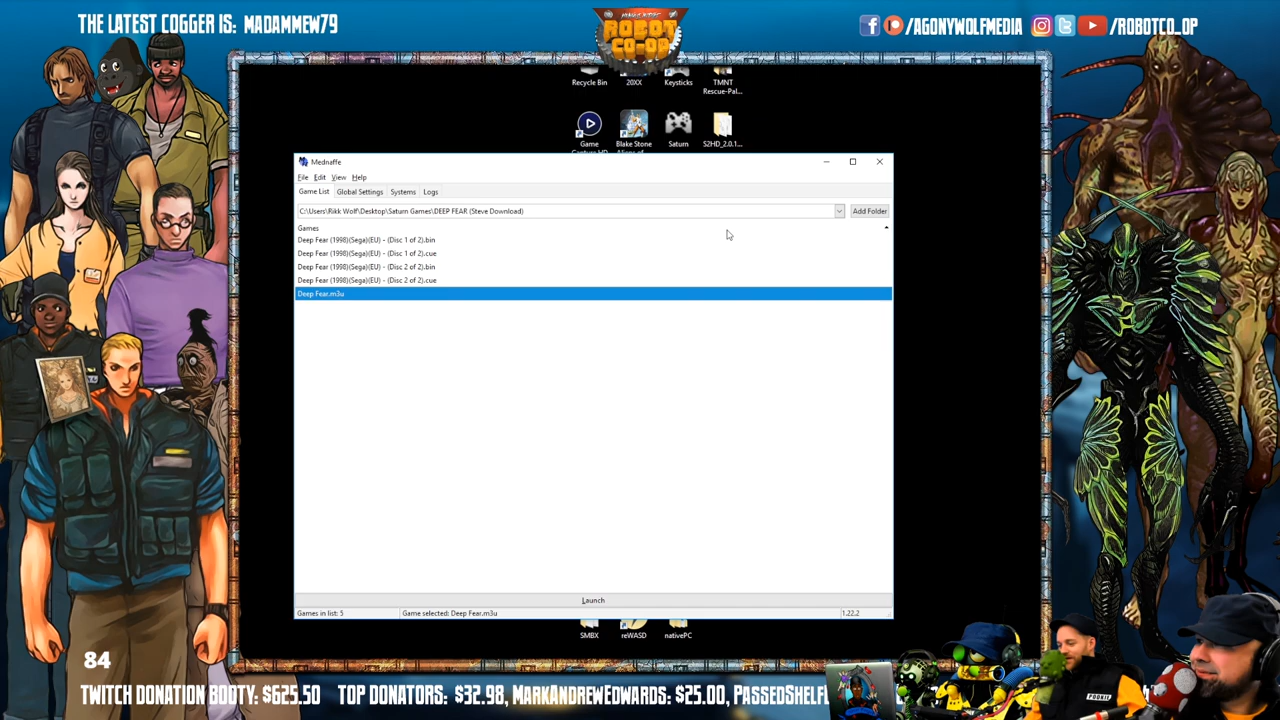 THE LATEST COGGER IS: MADAMMEW79
ROBOT
CO-OP
/AGONYWOLFMEDIA
/ROBOTCO_OP
Recycle Bin
20XX
Keysticks
TMNT
Rescue-Pal...
Game
Capture HD
Blake Stone
Aliens of
Saturn
S2HD_2.0.1...
Mednaffe
File Edit View Help
Game List Global Settings Systems Logs
C:\Users\Rikk Wolf\Desktop\Saturn Games\DEEP FEAR (Steve Download)
Add Folder
Games
Deep Fear (1998)(Sega)(EU) - (Disc 1 of 2).bin
Deep Fear (1998)(Sega)(EU) - (Disc 1 of 2).cue
Deep Fear (1998)(Sega)(EU) - (Disc 2 of 2).bin
Deep Fear (1998)(Sega)(EU) - (Disc 2 of 2).cue
Deep Fear.m3u
Launch
Games in list: 5
Game selected: Deep Fear.m3u
1.22.2
SMBX
reWASD
nativePC
84
TWITCH DONATION BOOTY: $625.50
TOP DONATORS: $32.98, MARKANDREWEDWARDS: $25.00,
POOKIE